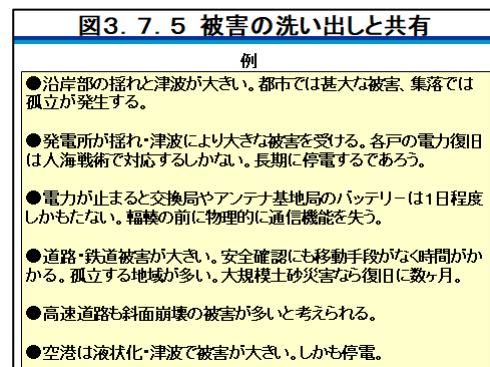 図3．7．5 被害の洗い出しと共有
例
●沿岸部の揺れと津波が大きい。都市では甚大な被害、集落では
孤立が発生する。
●発電所が揺れ・津波により大きな被害を受ける。各戸の電力復旧
は人海戦術で対応するしかない。長期に停電するであろう。
●電力が止まると交換局やアンテナ基地局のバッテリーは1日程度
しかもたない。輻輳の前に物理的に通信機能を失う。
●道路・鉄道被害が大きい。安全確認にも移動手段がなく時間がか
かる。孤立する地域が多い。大規模土砂災害なら復旧に数ヶ月。
●高速道路も斜面崩壊の被害が多いと考えられる。
●空港は液状化・津波で被害が大きい。しかも停電。